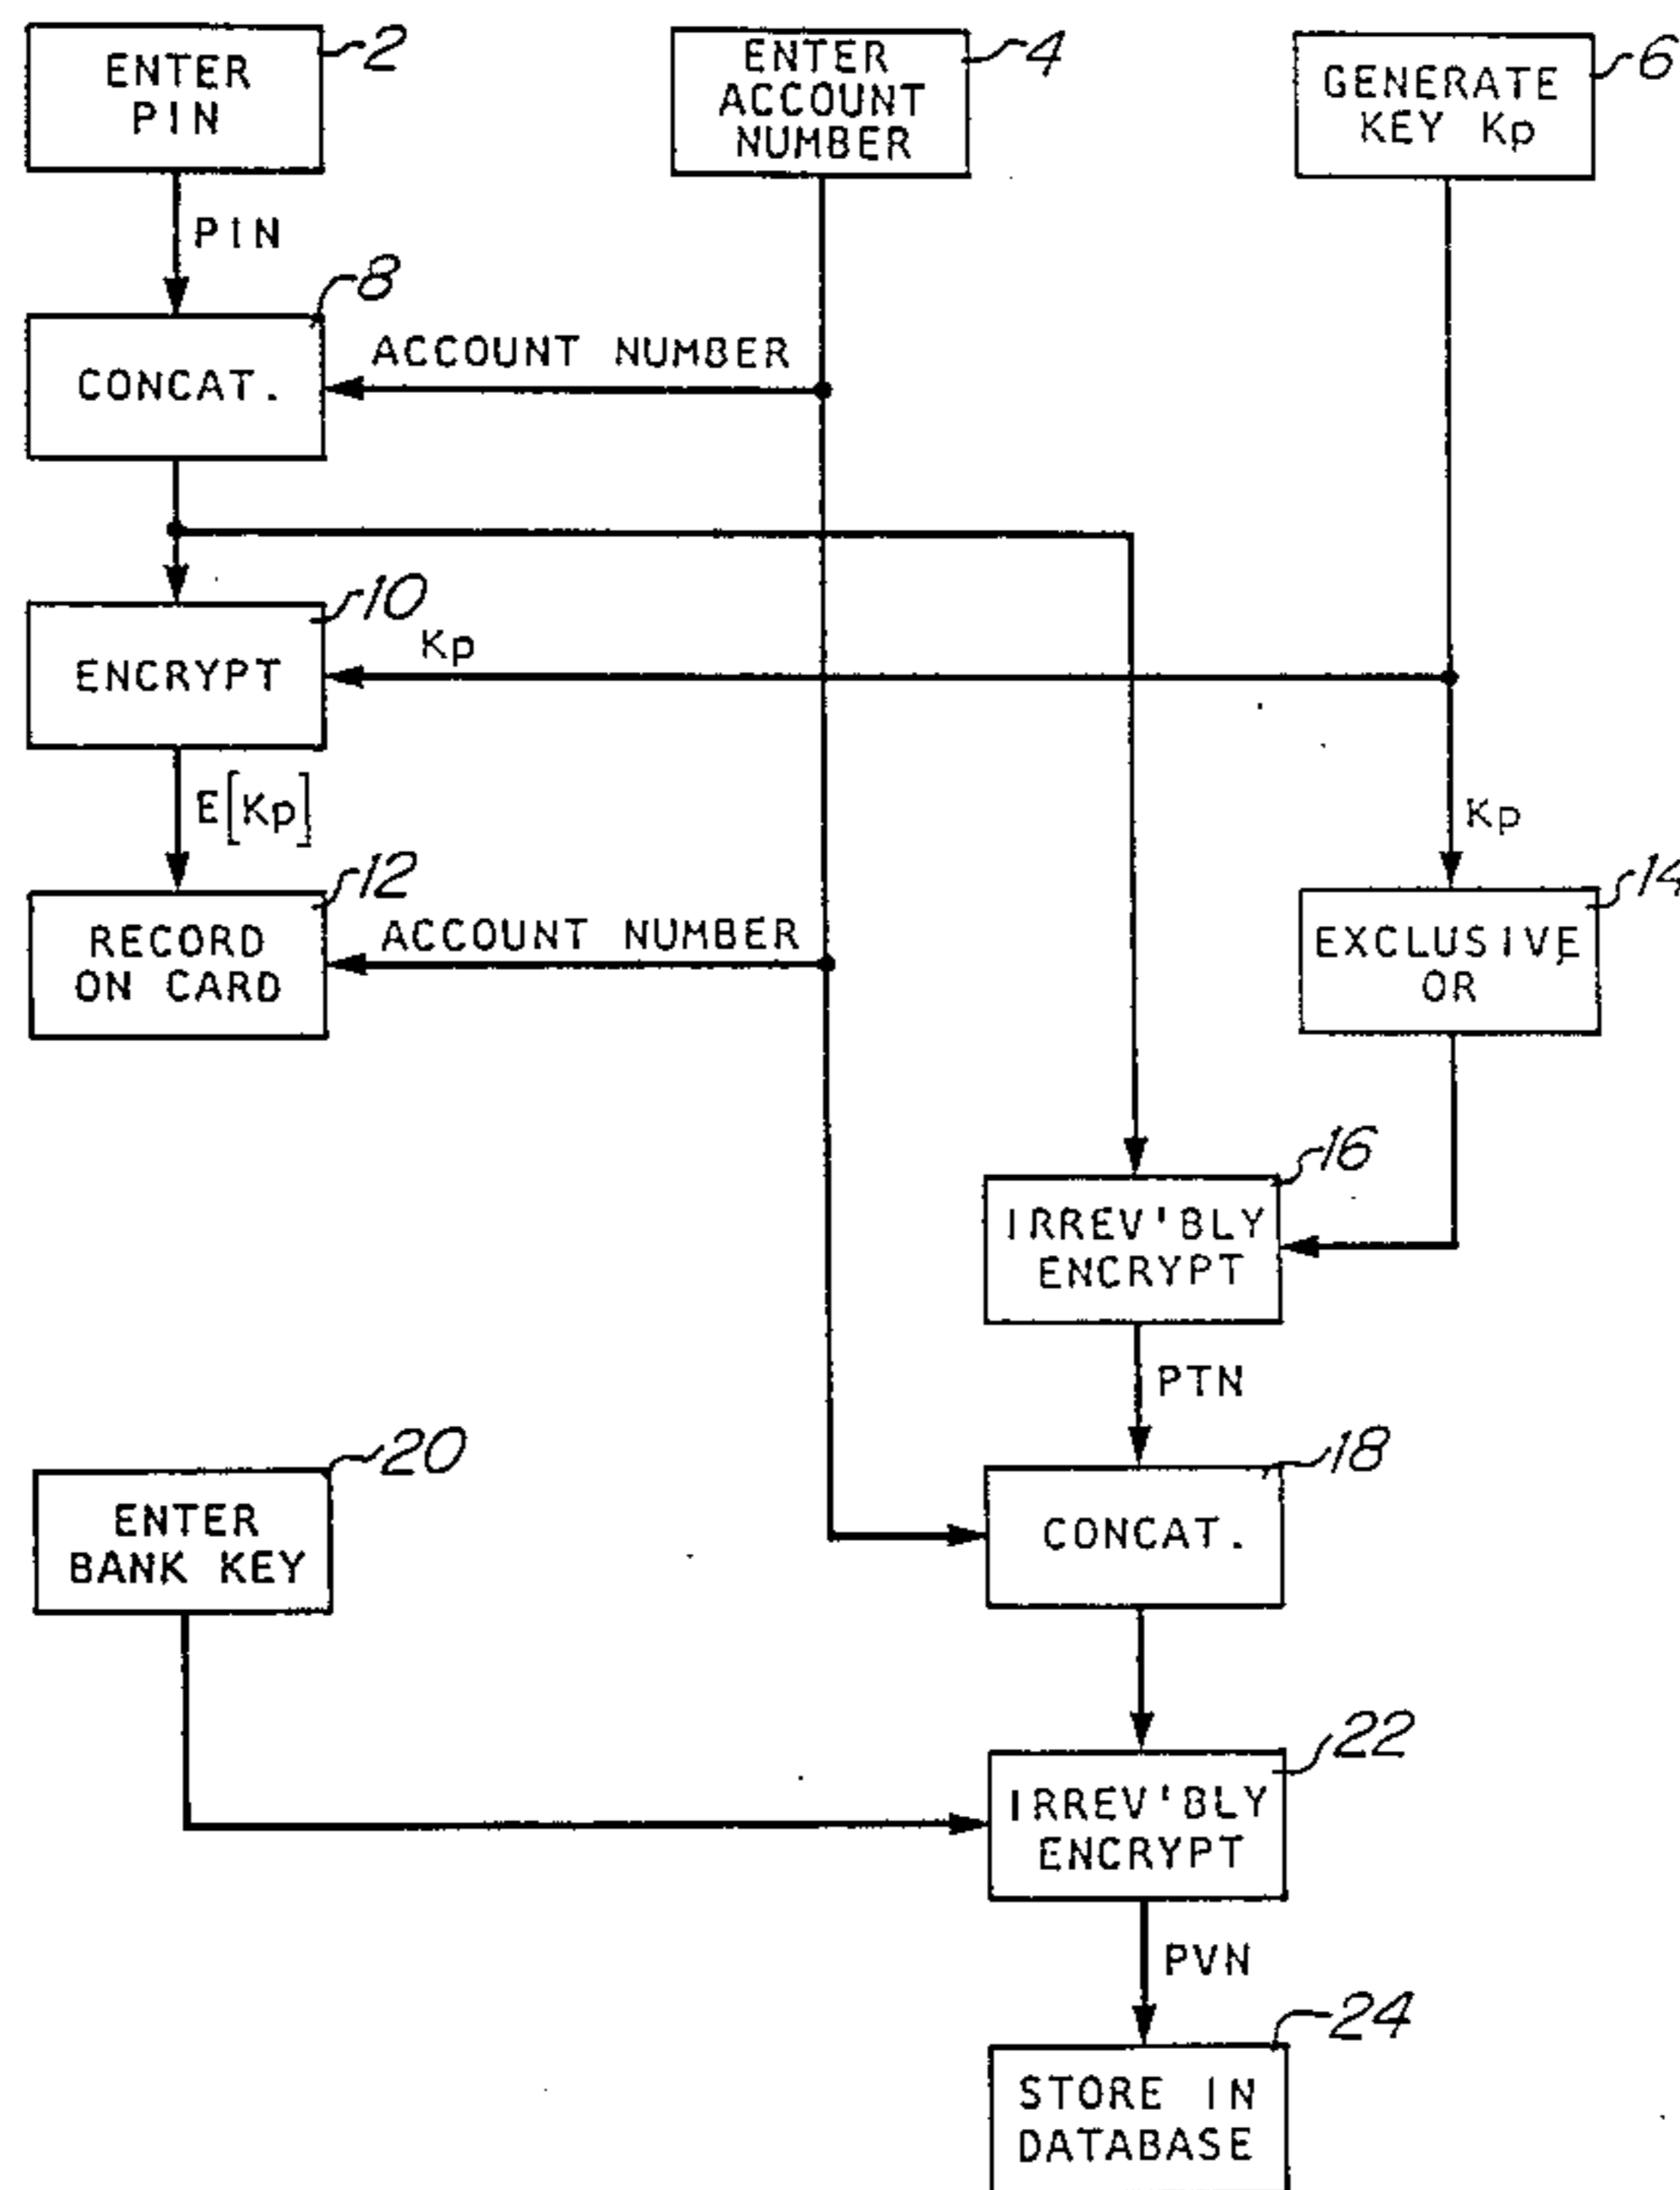 2
ENTER
PIN
4
ENTER
ACCOUNT
NUMBER
6
GENERATE
KEY Kp
PIN
8
CONCAT.
ACCOUNT NUMBER
10
ENCRYPT
Kp
E[Kp]
Kp
12
RECORD
ON CARD
ACCOUNT NUMBER
14
EXCLUSIVE
OR
16
IRREV'BLY
ENCRYPT
PTN
18
CONCAT.
20
ENTER
BANK KEY
22
IRREV'BLY
ENCRYPT
PVN
24
STORE IN
DATABASE